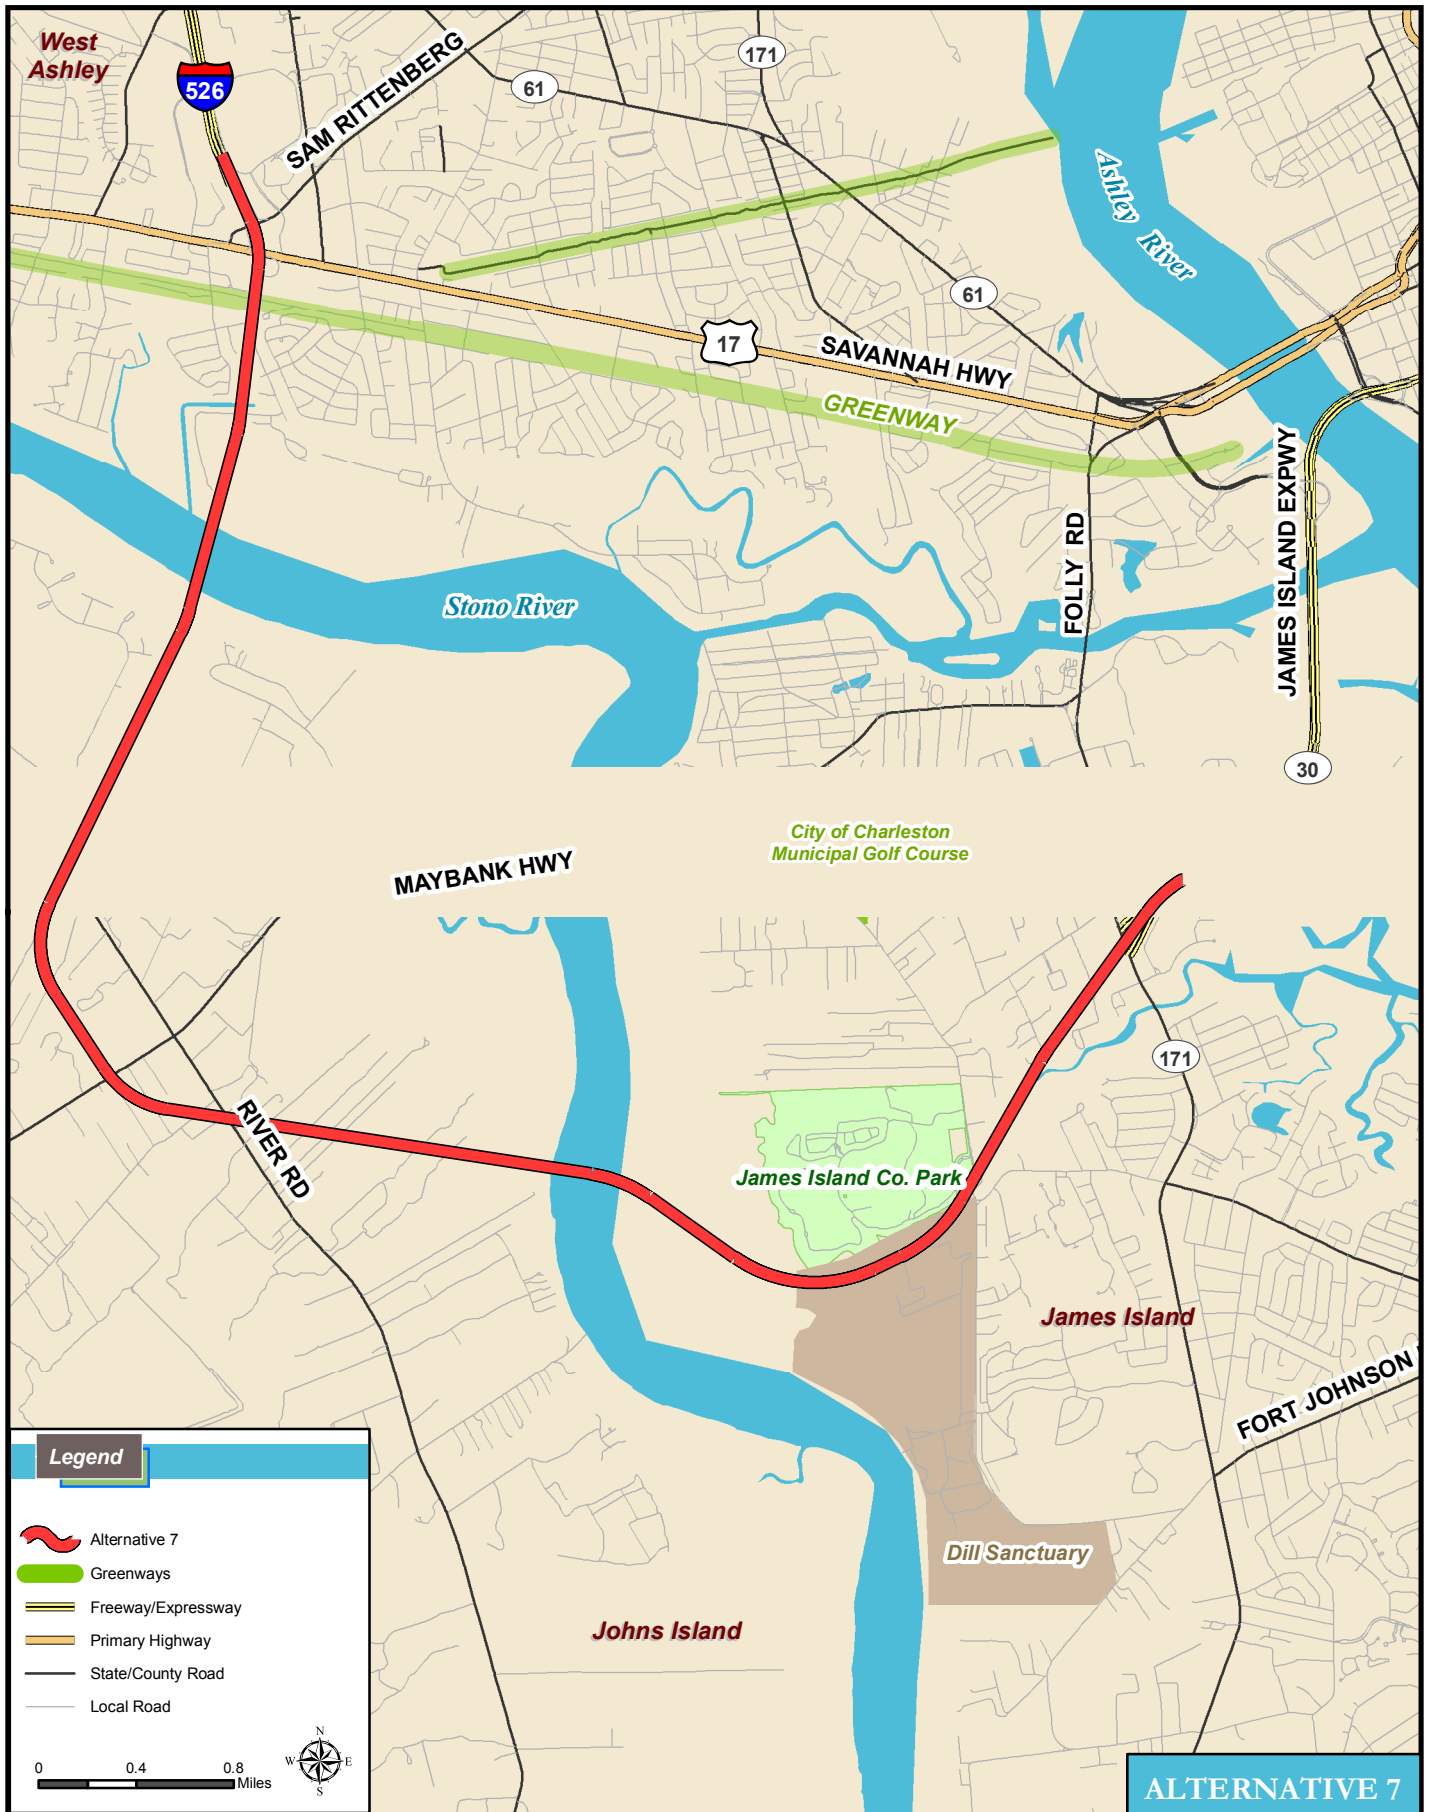 West
Ashley
526
SAM RITTENBERG
61
171
Ashley River
61
17
SAVANNAH HWY
GREENWAY
JAMES ISLAND EXPWY
FOLLY RD
Stono River
30
City of Charleston
Municipal Golf Course
MAYBANK HWY
171
RIVER RD
James Island Co. Park
James Island
FORT JOHNSON
Dill Sanctuary
Johns Island
Legend
Alternative 7
Greenways
Freeway/Expressway
Primary Highway
State/County Road
Local Road
N
W E
S
0 0.4 0.8
Miles
ALTERNATIVE 7